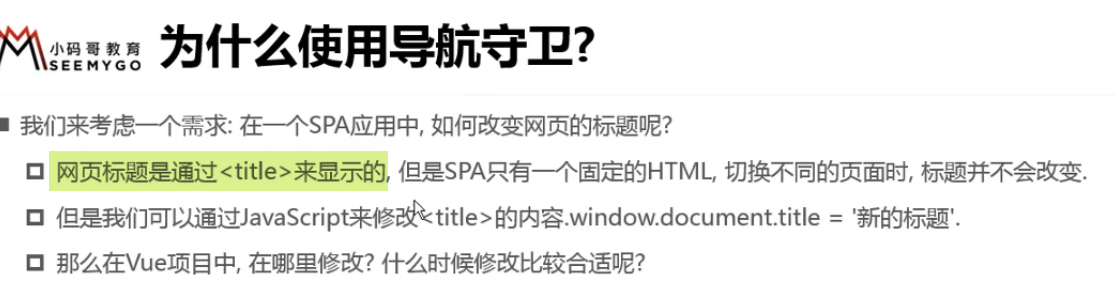 小码哥教育
SEEMYGO
为什么使用导航守卫?
我们来考虑一个需求: 在一个SPA应用中, 如何改变网页的标题呢?
网页标题是通过<title>来显示的, 但是SPA只有一个固定的HTML, 切换不同的页面时, 标题并不会改变.
但是我们可以通过JavaScript来修改<title>的内容.window.document.title = '新的标题'.
那么在Vue项目中, 在哪里修改? 什么时候修改比较合适呢?